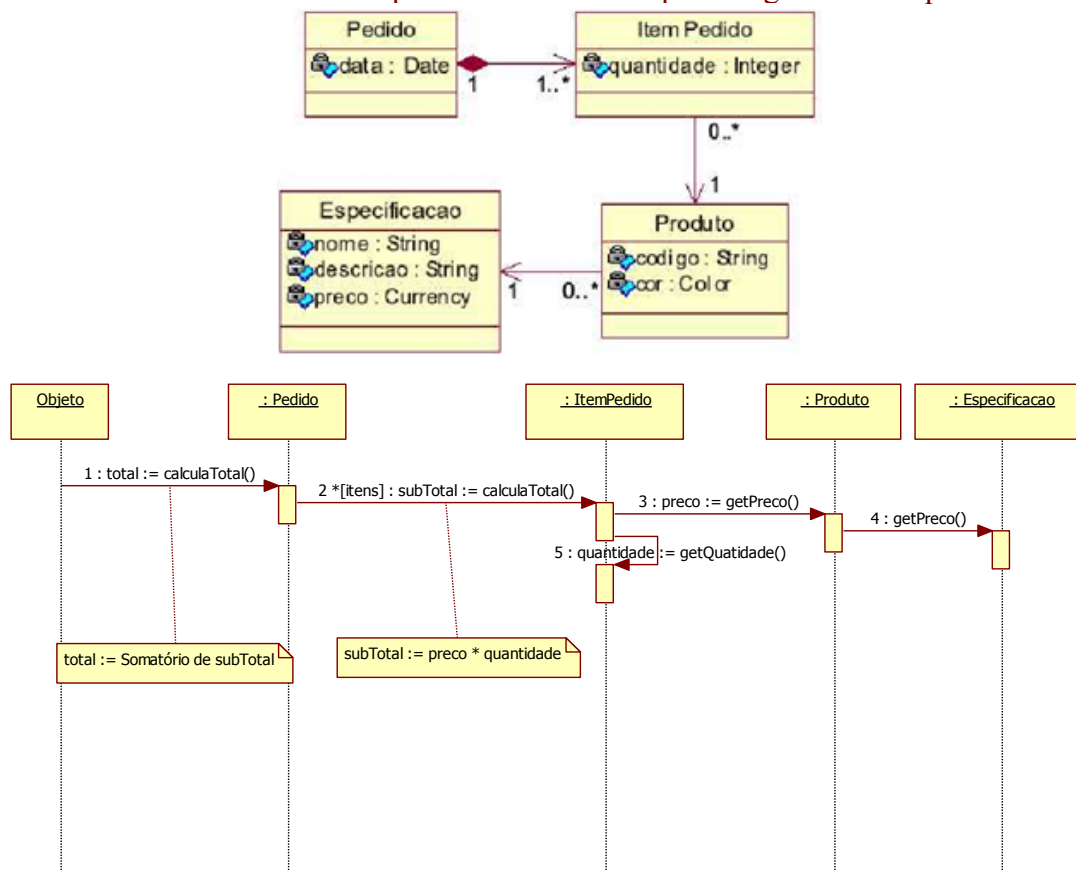 Pedido
data : Date
1
1..*
Item Pedido
quantidade : Integer
0..*
1
Especificacao
nome : String
descricao : String
preco : Currency
1
0..*
Produto
codigo : String
cor : Color
Objeto
: Pedido
: ItemPedido
: Produto
: Especificacao
1 : total := calculaTotal()
2 *[itens] : subTotal := calculaTotal()
3 : preco := getPreco()
4 : getPreco()
5 : quantidade := getQuatidade()
total := Somatório de subTotal
subTotal := preco * quantidade